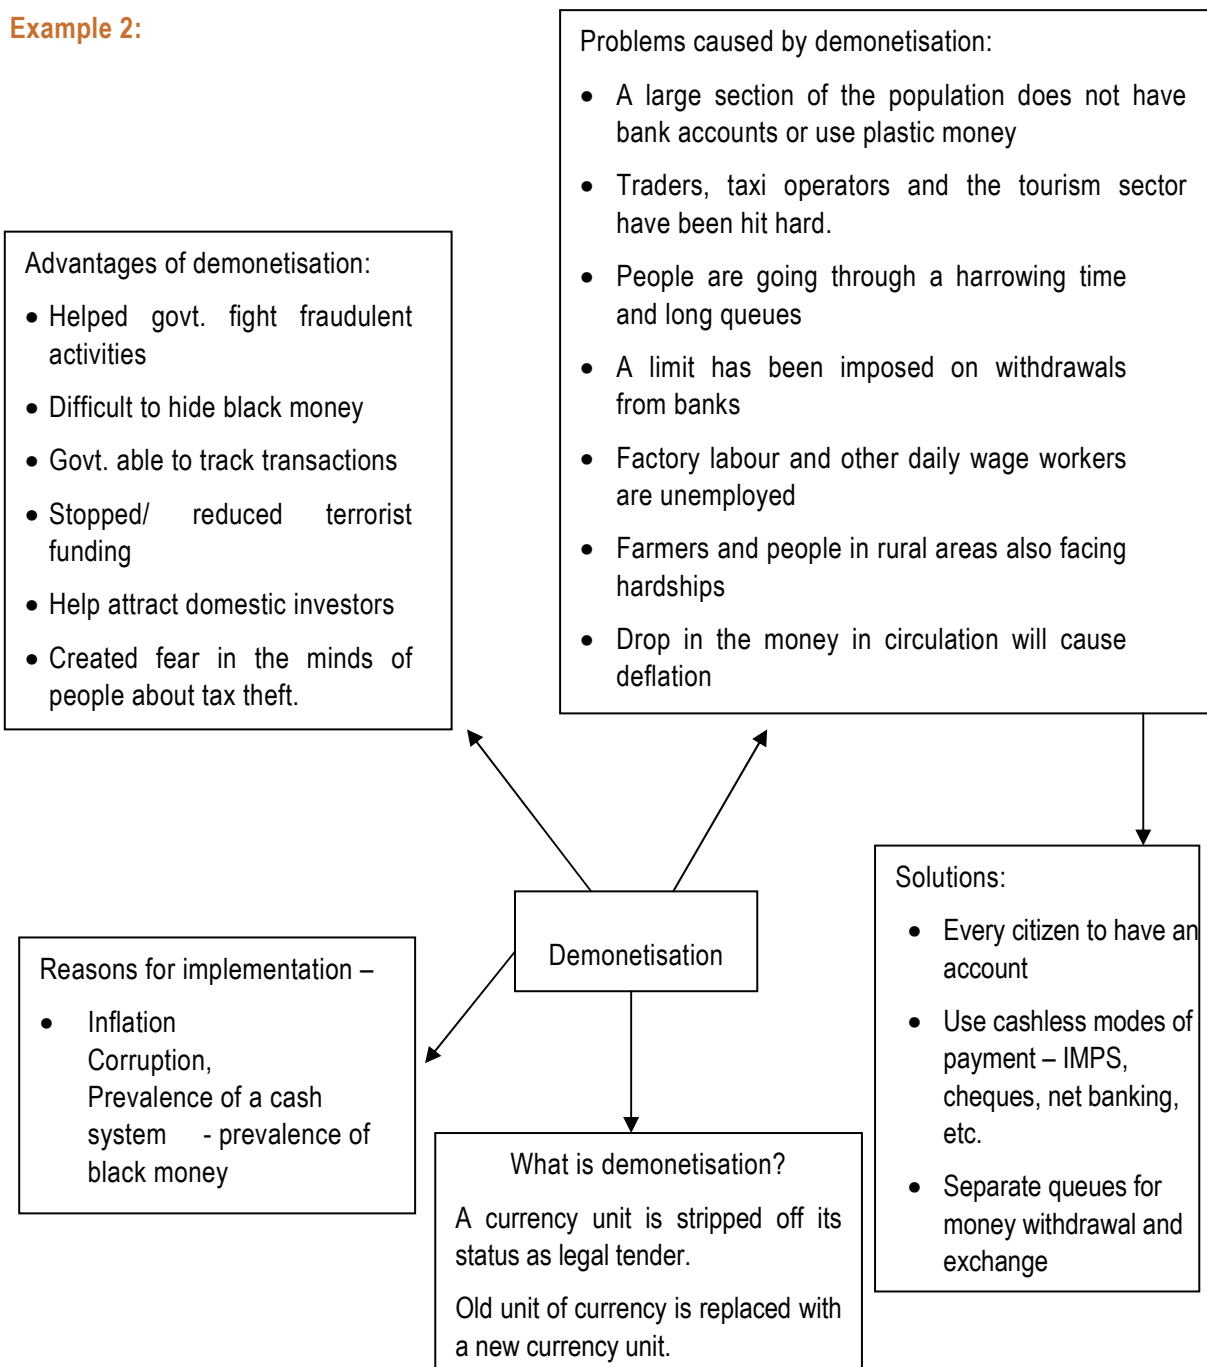 Example 2:
Problems caused by demonetisation:
• A large section of the population does not have
bank accounts or use plastic money
• Traders, taxi operators and the tourism sector
have been hit hard.
• People are going through a harrowing time
and long queues
• A limit has been imposed on withdrawals
from banks
• Factory labour and other daily wage workers
are unemployed
• Farmers and people in rural areas also facing
hardships
• Drop in the money in circulation will cause
deflation
Advantages of demonetisation:
• Helped govt. fight fraudulent
activities
• Difficult to hide black money
• Govt. able to track transactions
• Stopped/ reduced terrorist
funding
• Help attract domestic investors
• Created fear in the minds of
people about tax theft.
Demonetisation
Solutions:
• Every citizen to have an
account
• Use cashless modes of
payment – IMPS,
cheques, net banking,
etc.
• Separate queues for
money withdrawal and
exchange
Reasons for implementation –
• Inflation
Corruption,
Prevalence of a cash
system - prevalence of
black money
What is demonetisation?
A currency unit is stripped off its
status as legal tender.
Old unit of currency is replaced with
a new currency unit.